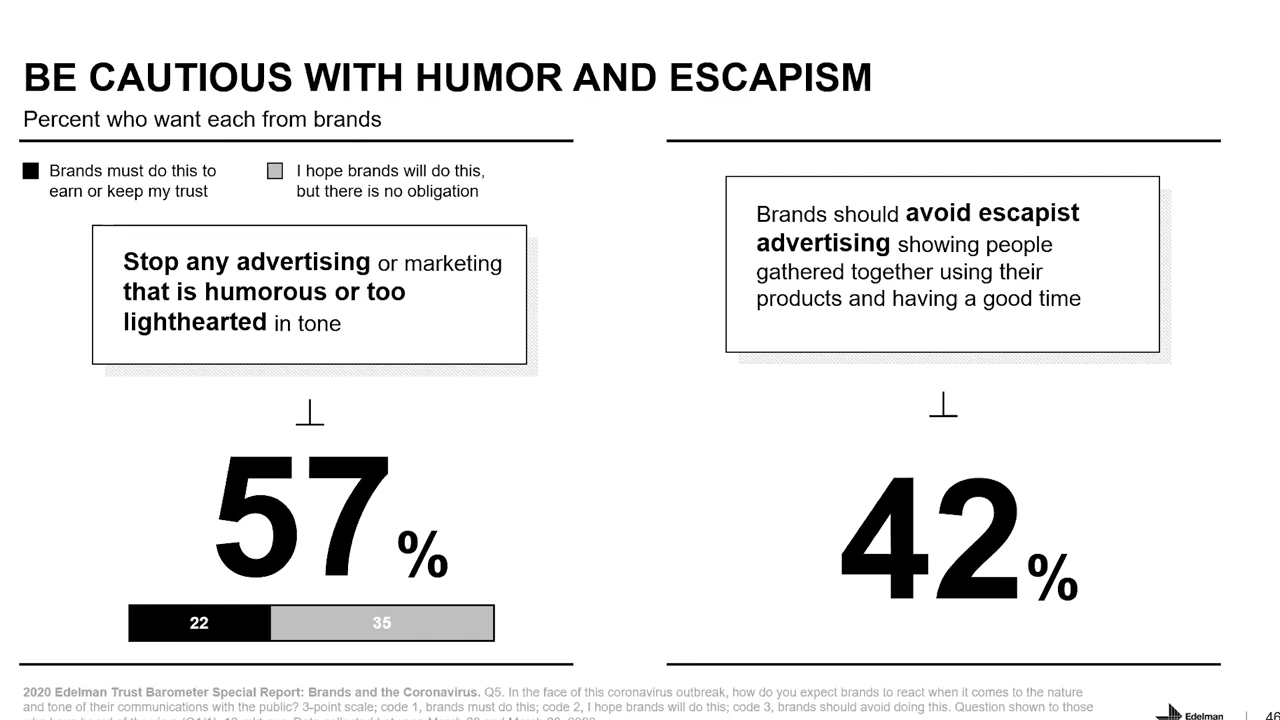 BE CAUTIOUS WITH HUMOR AND ESCAPISM
Percent who want each from brands
Brands must do this to
earn or keep my trust
I hope brands will do this,
but there is no obligation
Stop any advertising or marketing
that is humorous or too
lighthearted in tone
57%
22 35
Brands should avoid escapist
advertising showing people
gathered together using their
products and having a good time
42%
2020 Edelman Trust Barometer Special Report: Brands and the Coronavirus. Q5. In the face of this coronavirus outbreak, how do you expect brands to react when it comes to the nature
and tone of their communications with the public? 3-point scale; code 1, brands must do this; code 2, I hope brands will do this; code 3, brands should avoid doing this. Question shown to those
Edelman
46